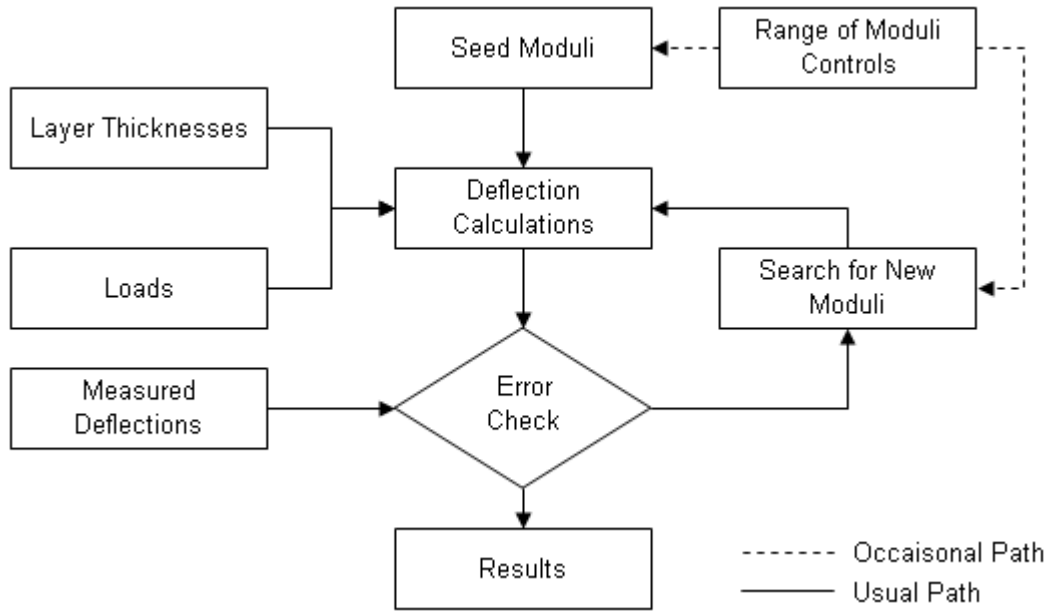 Seed Moduli
Range of Moduli
Controls
Layer Thicknesses
Deflection
Calculations
Loads
Search for New
Moduli
Measured
Deflections
Error
Check
Results
Occaisonal Path
Usual Path